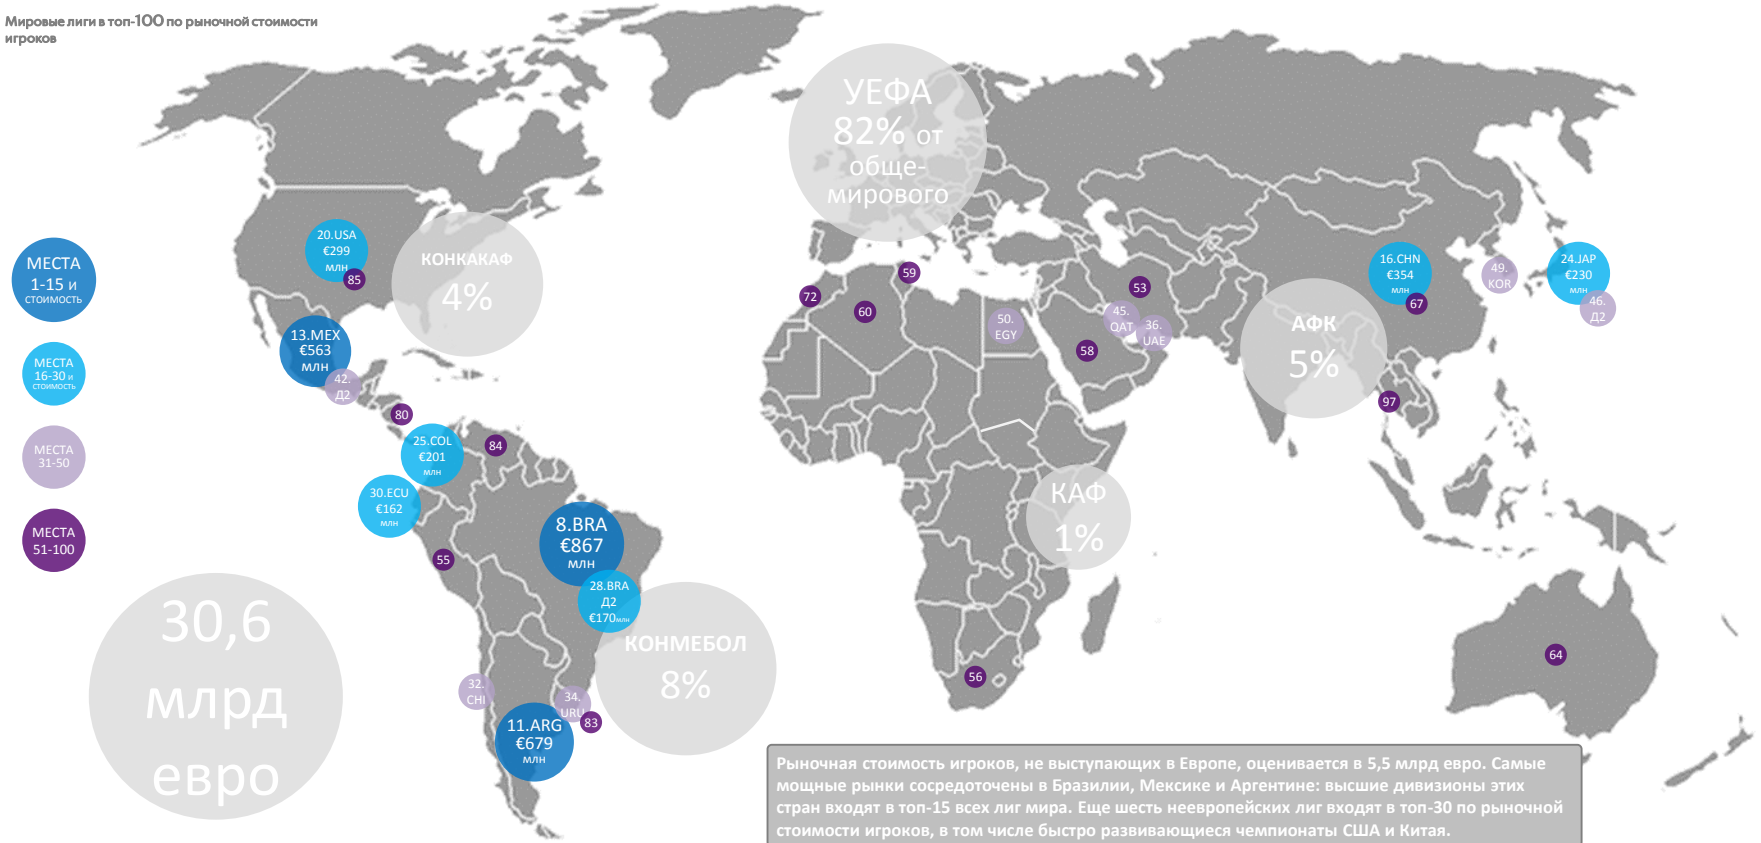 Мировые лиги в топ-100 по рыночной стоимости
игроков
УЕФА
82% от
обще-
мирового
МЕСТА
1-15 и
стоимость
МЕСТА
16-30 и
стоимость
МЕСТА
31-50
МЕСТА
51-100
20.USA
€299
млн
85
КОНКАКАФ
4%
13.MEX
€563
млн
42.
Д2
80
25.COL
€201
млн
84
30.ECU
€162
млн
55
8.BRA
€867
млн
28.BRA
Д2
€170млн
КОНМЕБОЛ
8%
32.
CHI
34.
URU
83
11.ARG
€679
млн
30,6
млрд
евро
72
60
59
50.
EGY
53
45.
QAT
36.
UAE
58
КАФ
1%
56
16.CHN
€354
млн
67
49.
KOR
24.JAP
€230
млн
46.
Д2
АФК
5%
97
64
Рыночная стоимость игроков, не выступающих в Европе, оценивается в 5,5 млрд евро. Самые
мощные рынки сосредоточены в Бразилии, Мексике и Аргентине: высшие дивизионы этих
стран входят в топ-15 всех лиг мира. Еще шесть неевропейских лиг входят в топ-30 по рыночной
стоимости игроков, в том числе быстро развивающиеся чемпионаты США и Китая.